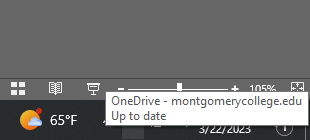 105%
OneDrive - montgomerycollege.edu
Up to date
65°F
3/22/2023